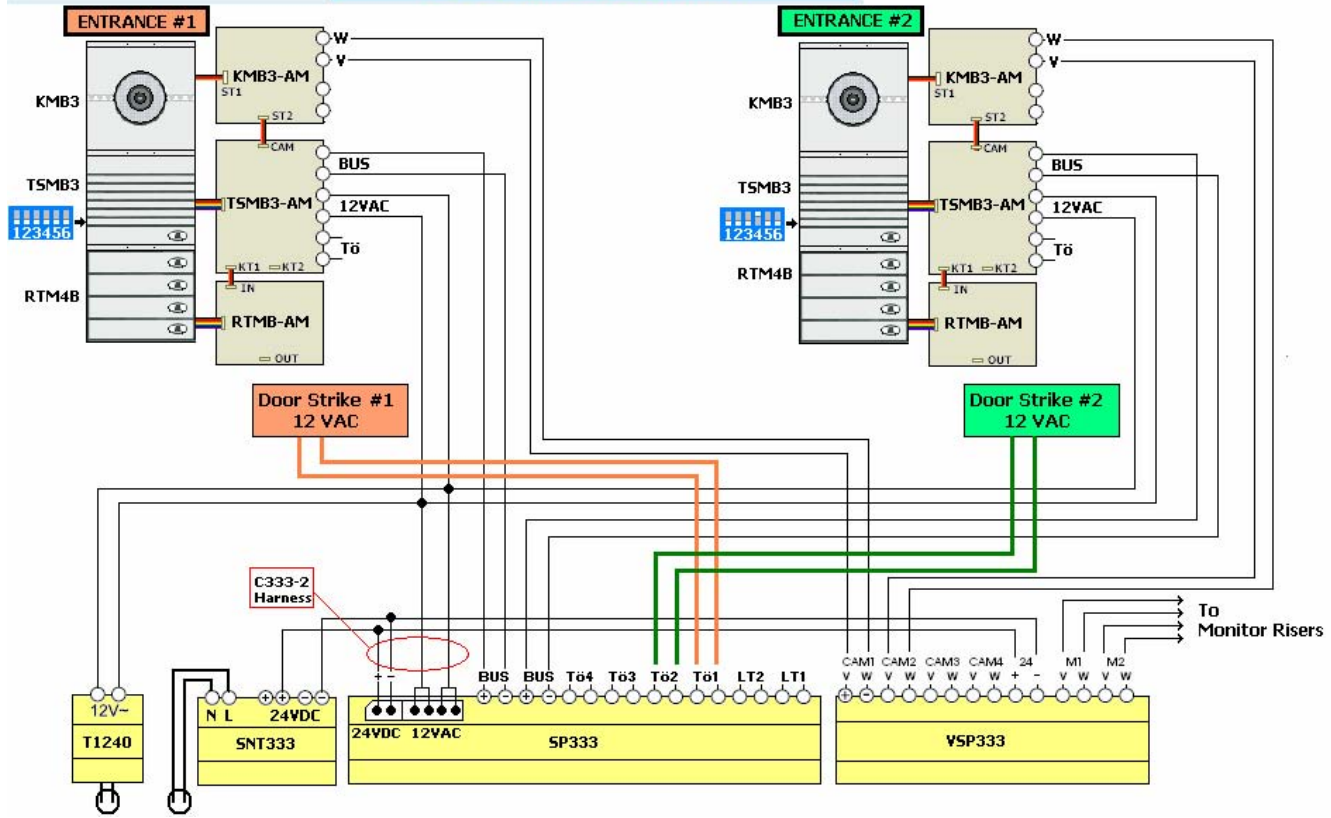 ENTRANCE #1
W
V
KMB3-AM
ST1
ST2
KMB3
CAM
BUS
TSMB3
TSMB3-AM
12VAC
123456
Tö
KT1 KT2
IN
RTM4B
RTMB-AM
OUT
ENTRANCE #2
W
V
KMB3-AM
ST1
ST2
KMB3
CAM
BUS
TSMB3
TSMB3-AM
12VAC
123456
Tö
KT1 KT2
IN
RTM4B
RTMB-AM
OUT
Door Strike #1
12 VAC
Door Strike #2
12 VAC
C333-2
Harness
To
Monitor Risers
12V~
T1240
N L
+ + - -
24VDC
SNT333
+ -
BUS BUS Tö4 Tö3 Tö2 Tö1 LT2 LT1
+ - + -
24VDC 12VAC
SP333
CAM1 CAM2 CAM3 CAM4 24 M1 M2
V W V W V W V W + - V W V W
+ -
VSP333